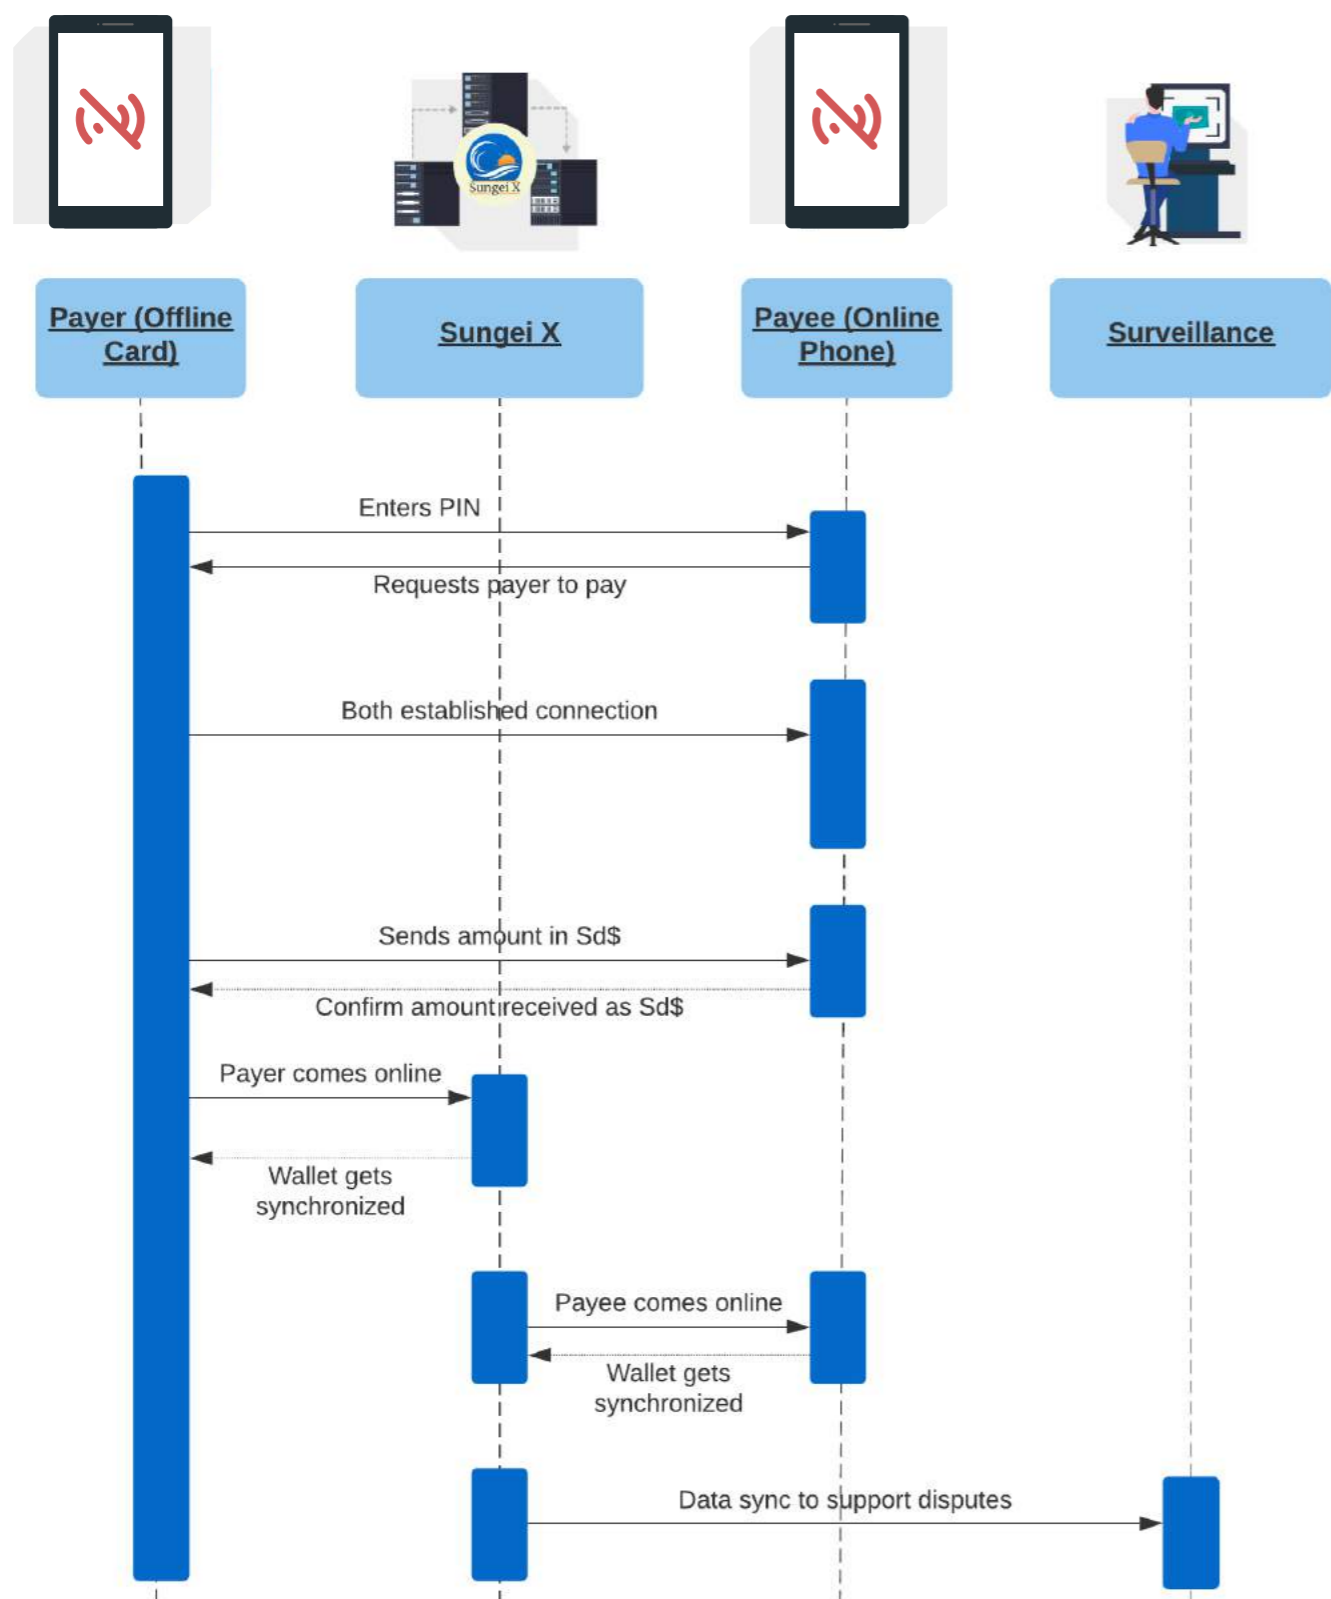 Sungei X
Payer (Offline
Card)
Sungei X
Payee (Online
Phone)
Surveillance
Enters PIN
Requests payer to pay
Both established connection
Sends amount in Sd$
Confirm amount received as Sd$
Payer comes online
Wallet gets
synchronized
Payee comes online
Wallet gets
synchronized
Data sync to support disputes